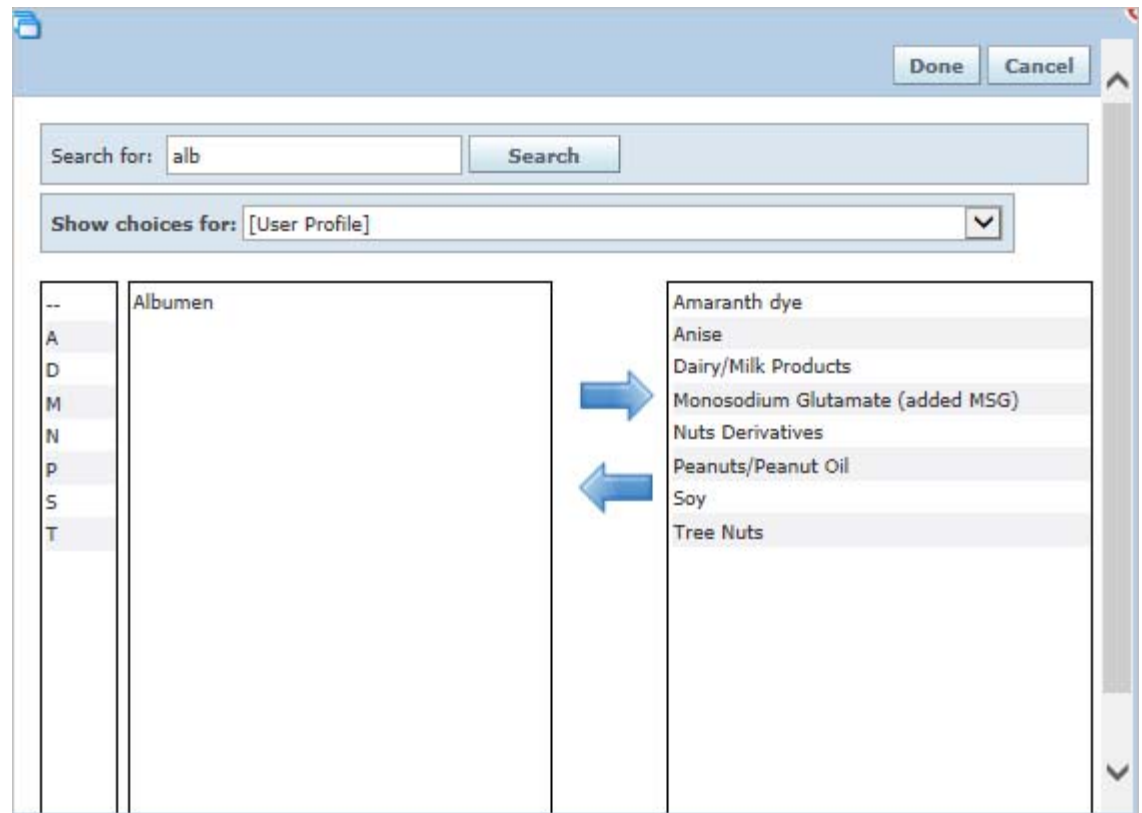 Done Cancel
Search for: alb Search
Show choices for: [User Profile]
--
A
D
M
N
P
S
T
Albumen
Amaranth dye
Anise
Dairy/Milk Products
Monosodium Glutamate (added MSG)
Nuts Derivatives
Peanuts/Peanut Oil
Soy
Tree Nuts